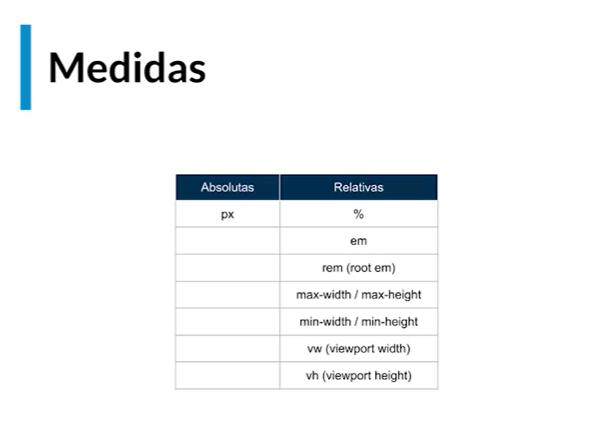 Medidas
Absolutas Relativas
px %
em
rem (root em)
max-width / max-height
min-width / min-height
vw (viewport width)
vh (viewport height)